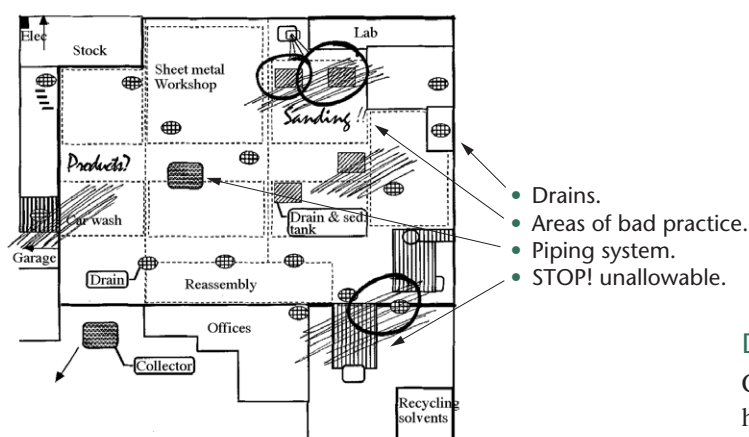 Elec
Stock
Lab
Sheet metal
Workshop
Sanding !!
Products?
Car wash
Drain & sed.
tank
Garage
Drain
Reassembly
Offices
Collector
Recycling
solvents
• Drains.
• Areas of bad practice.
• Piping system.
• STOP! unallowable.